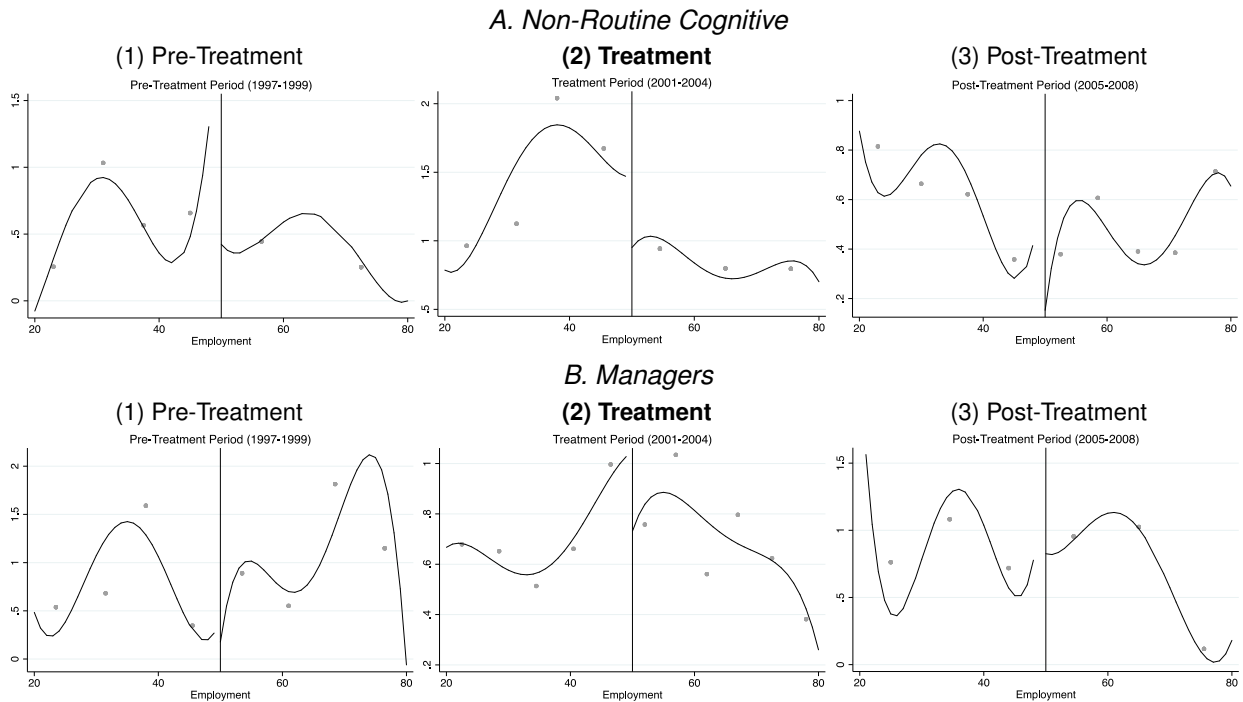 A. Non-Routine Cognitive
(1) Pre-Treatment
(2) Treatment
(3) Post-Treatment
Pre-Treatment Period (1997-1999)
Treatment Period (2001-2004)
Post-Treatment Period (2005-2008)
1.5
1
.5
0
20 40 60 80
Employment
2
1.5
1
.5
20 40 60 80
Employment
1
.8
.6
.4
.2
20 40 60 80
Employment
B. Managers
(1) Pre-Treatment
(2) Treatment
(3) Post-Treatment
Pre-Treatment Period (1997-1999)
Treatment Period (2001-2004)
Post-Treatment Period (2005-2008)
2
1.5
1
.5
0
20 40 60 80
Employment
1
.8
.6
.4
.2
20 40 60 80
Employment
1.5
1
.5
0
20 40 60 80
Employment